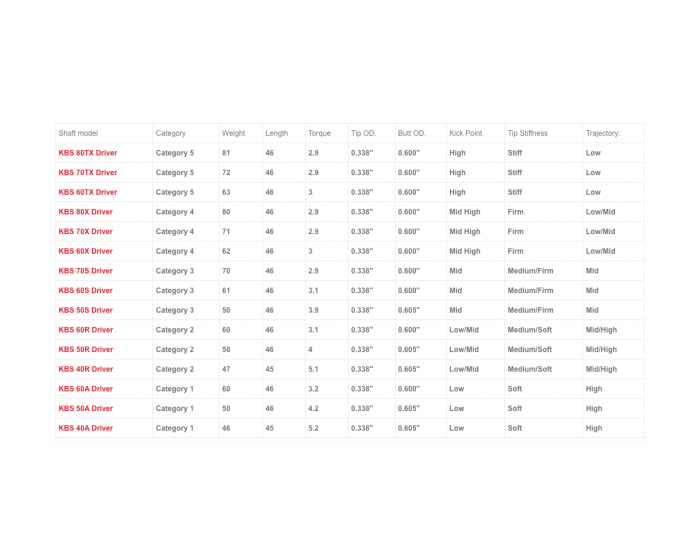 Shaft model Category Weight Length Torque Tip OD. Butt OD. Kick Point Tip Stiffness Trajectory:
KBS 80TX Driver Category 5 81 46 2.9 0.338" 0.600" High Stiff Low
KBS 70TX Driver Category 5 72 46 2.9 0.338" 0.600" High Stiff Low
KBS 60TX Driver Category 5 63 46 3 0.338" 0.600" High Stiff Low
KBS 80X Driver Category 4 80 46 2.9 0.338" 0.600" Mid High Firm Low/Mid
KBS 70X Driver Category 4 71 46 2.9 0.338" 0.600" Mid High Firm Low/Mid
KBS 60X Driver Category 4 62 46 3 0.338" 0.600" Mid High Firm Low/Mid
KBS 70S Driver Category 3 70 46 2.9 0.338" 0.600" Mid Medium/Firm Mid
KBS 60S Driver Category 3 61 46 3.1 0.338" 0.600" Mid Medium/Firm Mid
KBS 50S Driver Category 3 50 46 3.9 0.338" 0.605" Mid Medium/Firm Mid
KBS 60R Driver Category 2 60 46 3.1 0.338" 0.600" Low/Mid Medium/Soft Mid/High
KBS 50R Driver Category 2 50 46 4 0.338" 0.605" Low/Mid Medium/Soft Mid/High
KBS 40R Driver Category 2 47 45 5.1 0.338" 0.605" Low/Mid Medium/Soft Mid/High
KBS 60A Driver Category 1 60 46 3.2 0.338" 0.600" Low Soft High
KBS 50A Driver Category 1 50 46 4.2 0.338" 0.605" Low Soft High
KBS 40A Driver Category 1 46 45 5.2 0.338" 0.605" Low Soft High